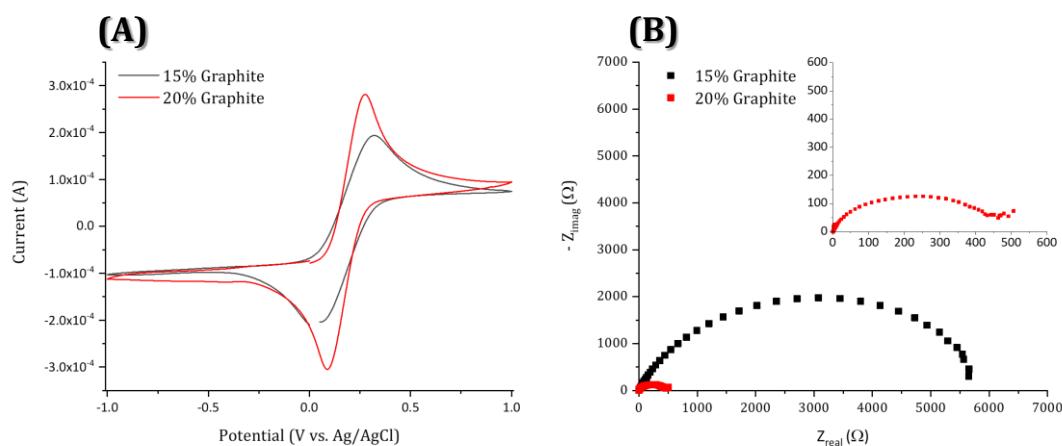 (A)
15% Graphite
20% Graphite
3.0x10⁻⁴
2.0x10⁻⁴
1.0x10⁻⁴
0.0
-1.0x10⁻⁴
-2.0x10⁻⁴
-3.0x10⁻⁴
Current (A)
-1.0 -0.5 0.0 0.5 1.0
Potential (V vs. Ag/AgCl)
(B)
15% Graphite
20% Graphite
- 7000
6000
5000
4000
3000
2000
1000
0
- Z_imag (Ω)
0 1000 2000 3000 4000 5000 6000 7000
Z_real (Ω)
600
500
400
300
200
100
0
0 100 200 300 400 500 600